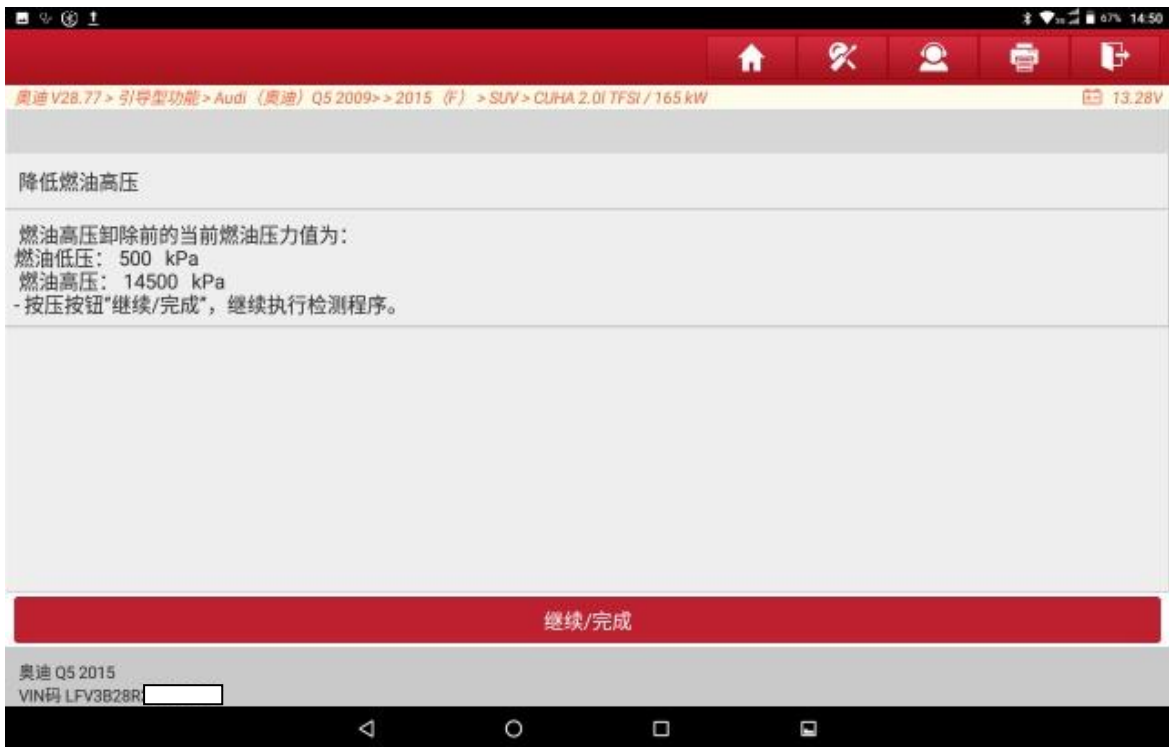 67% 14:50
奥迪 V28.77 > 引导型功能 > Audi（奥迪）Q5 2009> > 2015（F）> SUV > CUHA 2.0l TFSI / 165 kW 13.28V
降低燃油高压
燃油高压卸除前的当前燃油压力值为：
燃油低压： 500 kPa
燃油高压： 14500 kPa
- 按压按钮"继续/完成"，继续执行检测程序。
继续/完成
奥迪 Q5 2015
VIN码 LFV3B28R